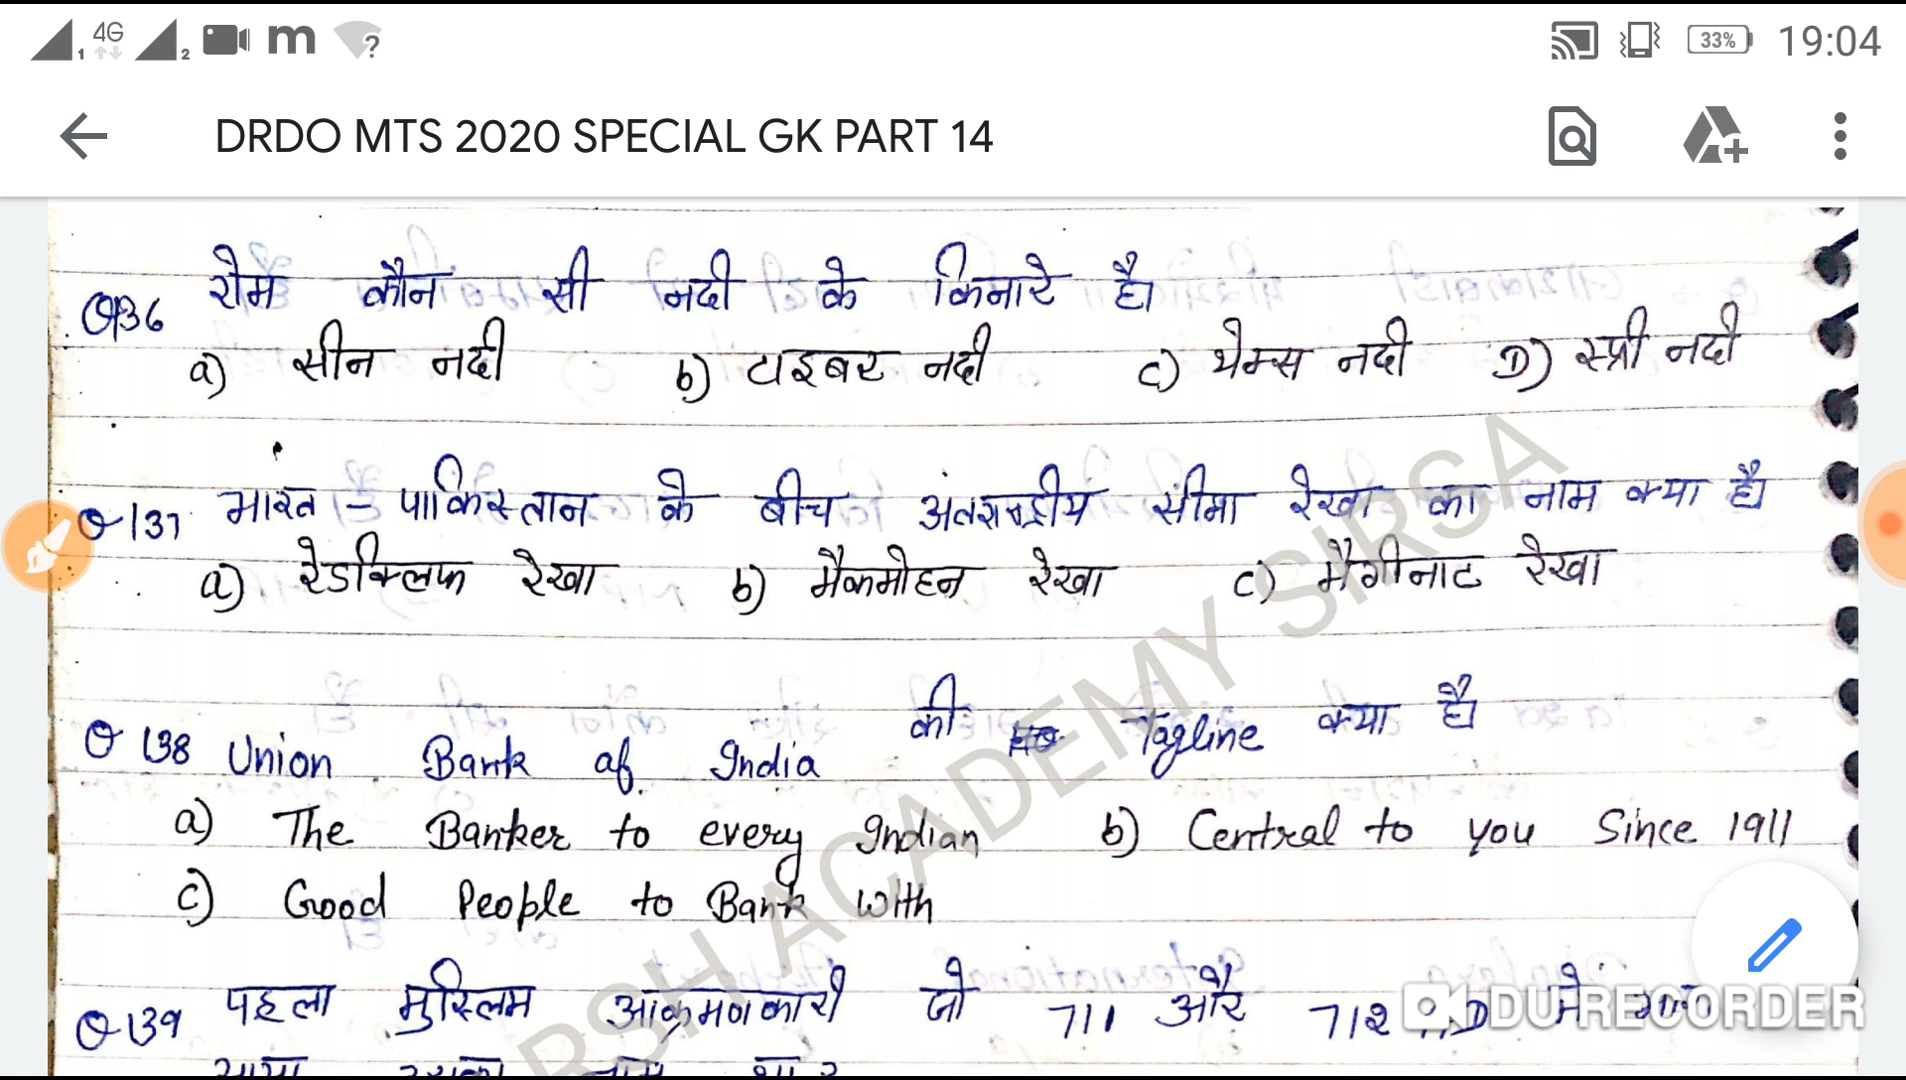 4G 33% 19:04
DRDO MTS 2020 SPECIAL GK PART 14
Q136 रोम कौन सी नदी के किनारे है।
a) सीन नदी b) टाइबर नदी c) थेम्स नदी D) स्प्री नदी
Q137 भारत - पाकिस्तान के बीच अंतराष्ट्रीय सीमा रेखा का नाम क्या है।
a) रेडक्लिफ रेखा b) मैकमोहन रेखा c) मैगीनाट रेखा
Q 138 Union Bank of India की Tagline क्या है।
a) The Banker to every Indian b) Central to you Since 1911
c) Good People to Bank with
Q 139 पहला मुस्लिम आक्रमणकारी जो 711 और 712 A.D में
DU RECORDER
RSH ACADEMY SIRSA